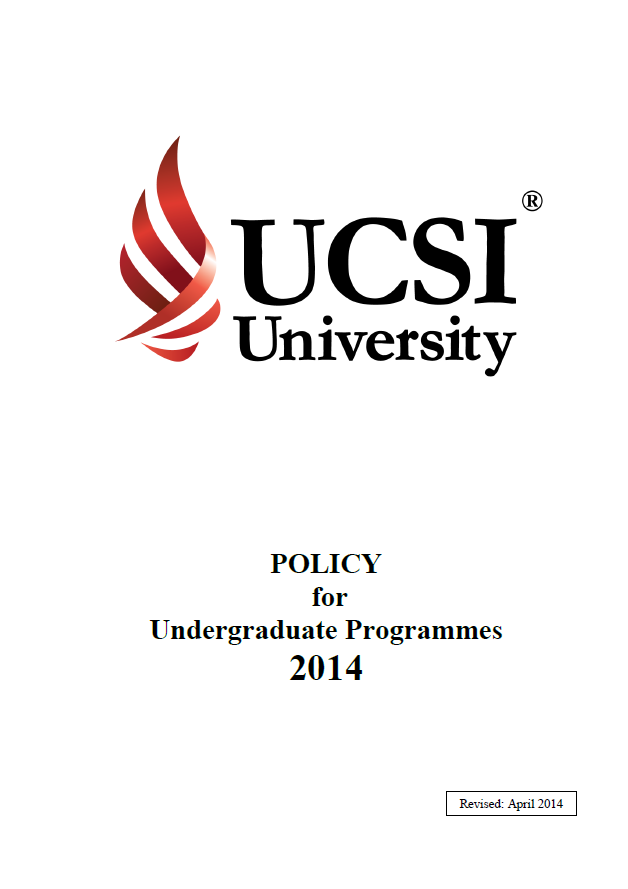 UCSI®
University
POLICY
for
Undergraduate Programmes
2014
Revised: April 2014